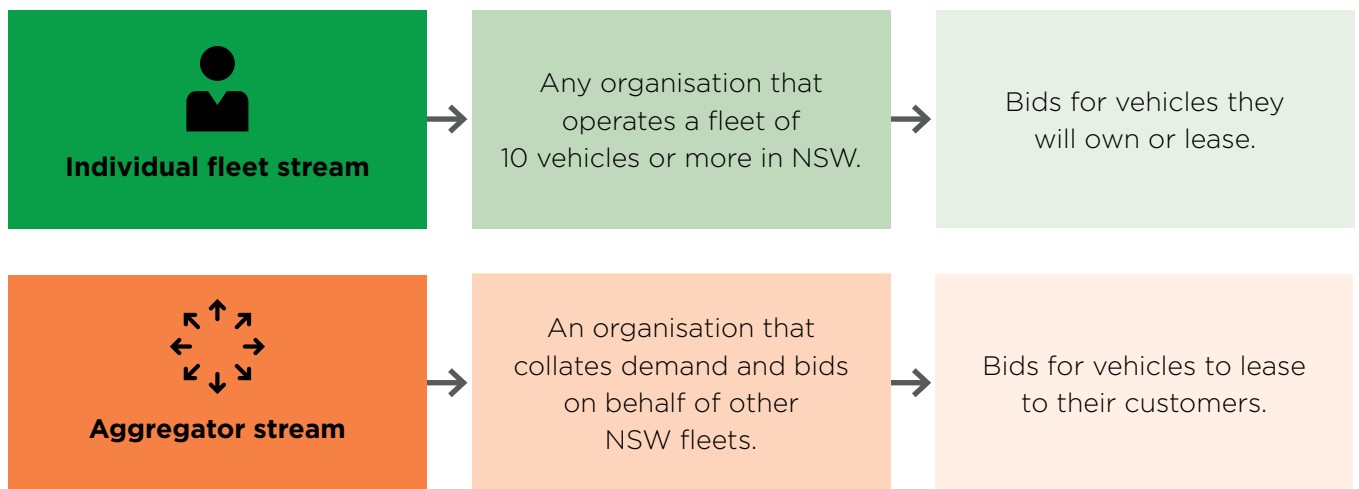 Individual fleet stream
Any organisation that
operates a fleet of
10 vehicles or more in NSW.
Bids for vehicles they
will own or lease.
Aggregator stream
An organisation that
collates demand and bids
on behalf of other
NSW fleets.
Bids for vehicles to lease
to their customers.